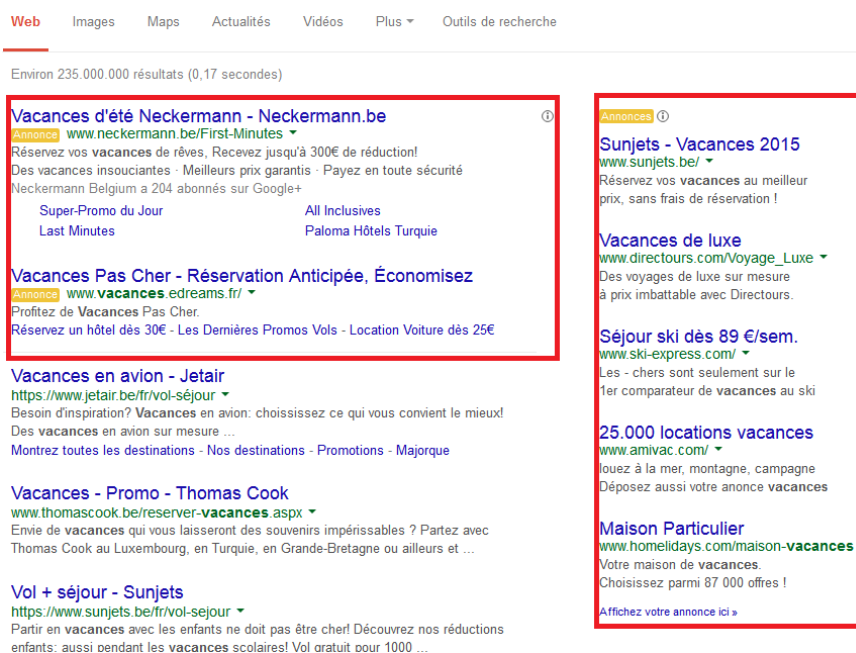 Web Images Maps Actualités Vidéos Plus Outils de recherche
Environ 235.000.000 résultats (0,17 secondes)
Vacances d'été Neckermann - Neckermann.be
Annonce www.neckermann.be/First-Minutes
Réservez vos vacances de rêves, Recevez jusqu'à 300€ de réduction!
Des vacances insouciantes · Meilleurs prix garantis · Payez en toute sécurité
Neckermann Belgium a 204 abonnés sur Google+
Super-Promo du Jour All Inclusives
Last Minutes Paloma Hôtels Turquie
Vacances Pas Cher - Réservation Anticipée, Économisez
Annonce www.vacances.edreams.fr/
Profitez de Vacances Pas Cher.
Réservez un hôtel dès 30€ - Les Dernières Promos Vols - Location Voiture dès 25€
Vacances en avion - Jetair
https://www.jetair.be/fr/vol-séjour
Besoin d'inspiration? Vacances en avion: choississez ce qui vous convient le mieux!
Des vacances en avion sur mesure ...
Montrez toutes les destinations - Nos destinations - Promotions - Majorque
Vacances - Promo - Thomas Cook
www.thomascook.be/reserver-vacances.aspx
Envie de vacances qui vous laisseront des souvenirs impérissables ? Partez avec
Thomas Cook au Luxembourg, en Turquie, en Grande-Bretagne ou ailleurs et ...
Vol + séjour - Sunjets
https://www.sunjets.be/fr/vol-sejour
Partir en vacances avec les enfants ne doit pas être cher! Découvrez nos réductions
enfants: aussi pendant les vacances scolaires! Vol gratuit pour 1000 ...
Annonces
Sunjets - Vacances 2015
www.sunjets.be/
Réservez vos vacances au meilleur
prix, sans frais de réservation !
Vacances de luxe
www.directours.com/Voyage_Luxe
Des voyages de luxe sur mesure
à prix imbattable avec Directours.
Séjour ski dès 89 €/sem.
www.ski-express.com/
Les - chers sont seulement sur le
1er comparateur de vacances au ski
25.000 locations vacances
www.amivac.com/
louez à la mer, montagne, campagne
Déposez aussi votre anonce vacances
Maison Particulier
www.homelidays.com/maison-vacances
Votre maison de vacances.
Choisissez parmi 87 000 offres !
Affichez votre annonce ici »